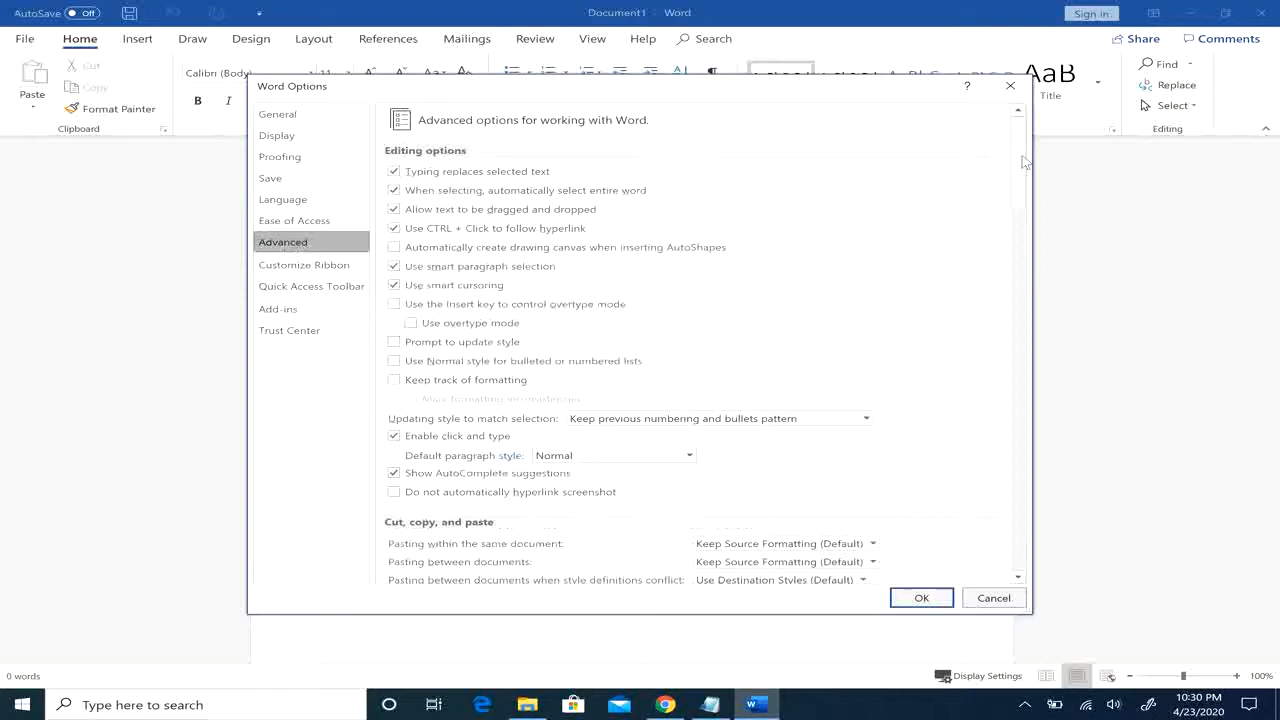 AutoSave Off
Document1 - Word
Sign in
File Home Insert Draw Design Layout References Mailings Review View Help Search
Share Comments
Paste
Cut
Copy
Format Painter
Clipboard
Calibri (Body) 11
B I
AaB
Title
Find
Replace
Select
Editing
Word Options
?
General
Display
Proofing
Save
Language
Ease of Access
Advanced
Customize Ribbon
Quick Access Toolbar
Add-ins
Trust Center
Advanced options for working with Word.
Editing options
Typing replaces selected text
When selecting, automatically select entire word
Allow text to be dragged and dropped
Use CTRL + Click to follow hyperlink
Automatically create drawing canvas when inserting AutoShapes
Use smart paragraph selection
Use smart cursoring
Use the Insert key to control overtype mode
Use overtype mode
Prompt to update style
Use Normal style for bulleted or numbered lists
Keep track of formatting
Mark formatting inconsistencies
Updating style to match selection: Keep previous numbering and bullets pattern
Enable click and type
Default paragraph style: Normal
Show AutoComplete suggestions
Do not automatically hyperlink screenshot
Cut, copy, and paste
Pasting within the same document: Keep Source Formatting (Default)
Pasting between documents: Keep Source Formatting (Default)
Pasting between documents when style definitions conflict: Use Destination Styles (Default)
OK Cancel
0 words
Display Settings
100%
Type here to search
10:30 PM
4/23/2020